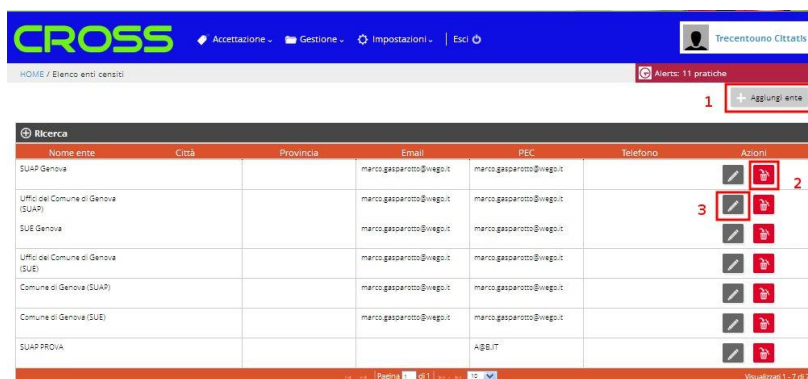 CROSS
Accettazione Gestione Impostazioni | Esci
Trecentouno Cittatis
HOME / Elenco enti censiti
Alerts: 11 pratiche
1 Aggiungi ente
Ricerca
Nome ente Città Provincia Email PEC Telefono Azioni
SUAP Genova marco.gasparotto@wego.it marco.gasparotto@wego.it
2
Uffici del Comune di Genova marco.gasparotto@wego.it marco.gasparotto@wego.it
(SUAP)
3
SUE Genova marco.gasparotto@wego.it marco.gasparotto@wego.it
Uffici del Comune di Genova marco.gasparotto@wego.it marco.gasparotto@wego.it
(SUE)
Comune di Genova (SUAP) marco.gasparotto@wego.it marco.gasparotto@wego.it
Comune di Genova (SUE) marco.gasparotto@wego.it marco.gasparotto@wego.it
SUAP PROVA A@B.IT
Pagina 1 di 1 15 Visualizzati 1 - 7 di